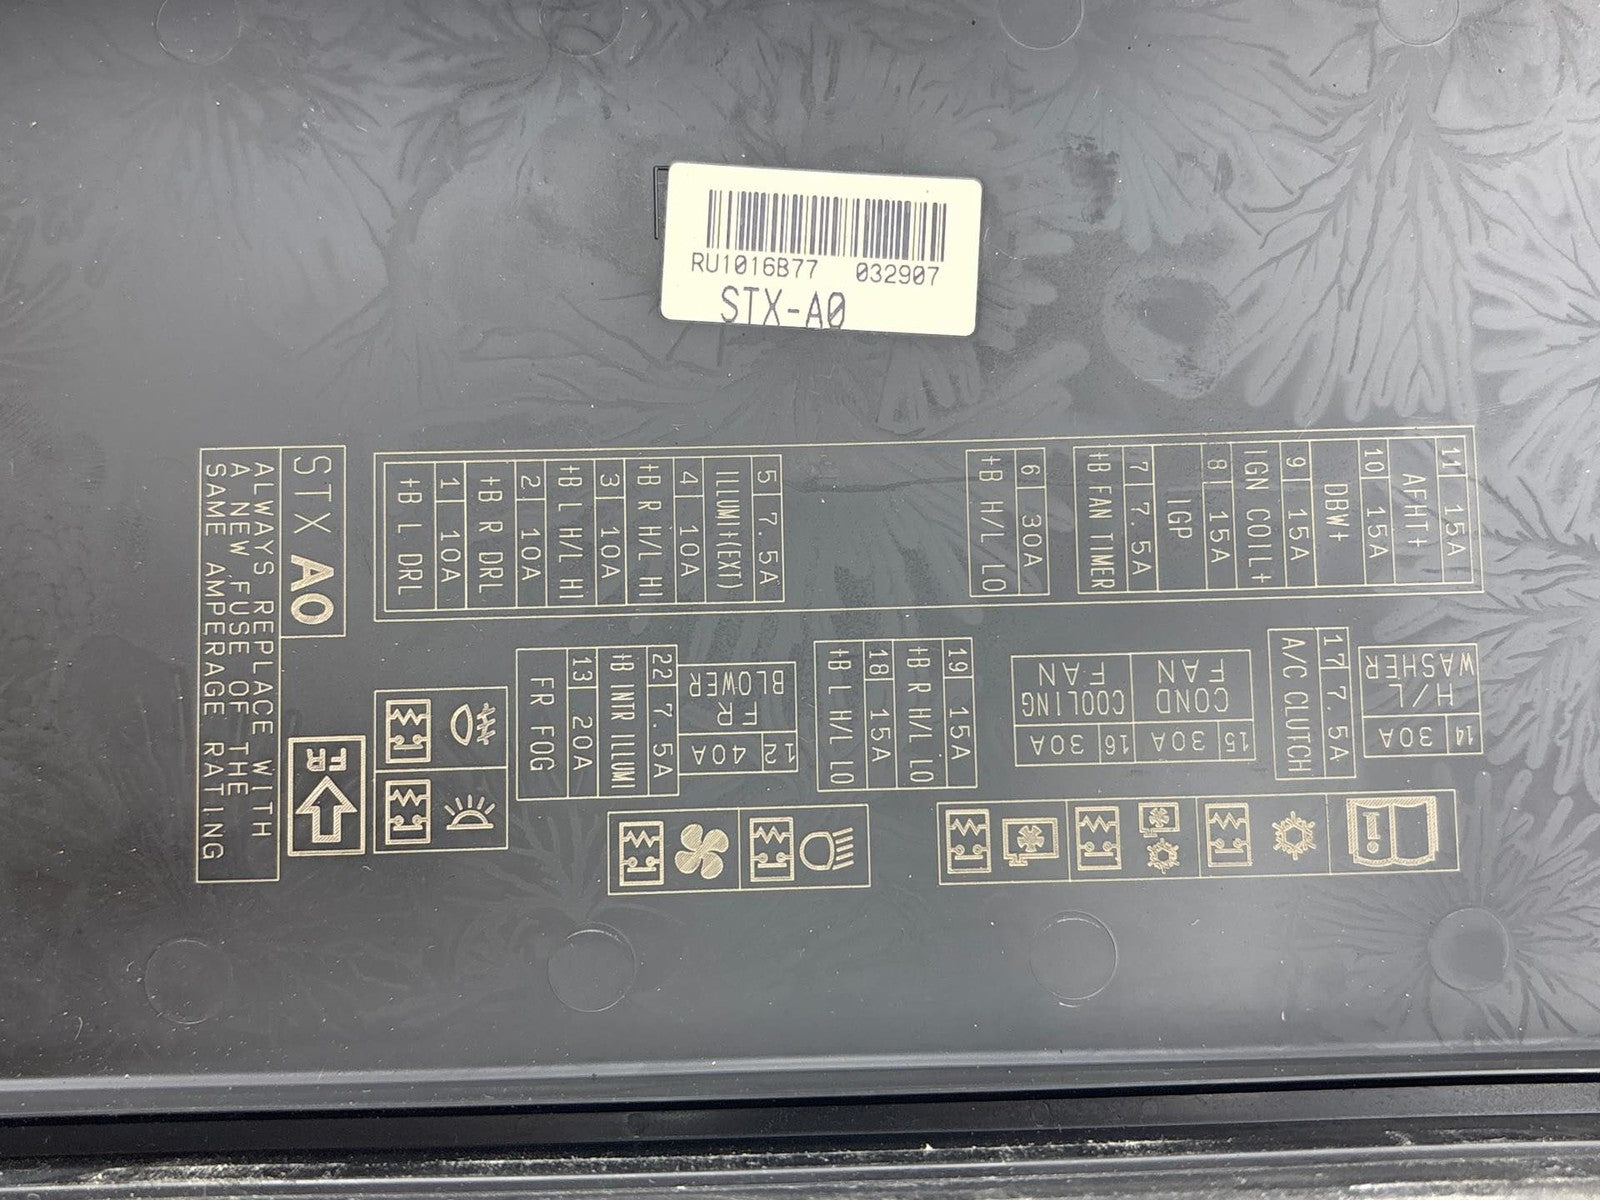 RU1016B77 032907
STX-A0
STX A0
ALWAYS REPLACE WITH
A NEW FUSE OF THE
SAME AMPERAGE RATING
FR
11 15A
AFHT+
10 15A
DBW+
9 15A
IGN COIL+
8 15A
IGP
7 7.5A
+B FAN TIMER
6 30A
+B H/L LO
5 7.5A
ILLUMI+(EXT)
4 10A
+B R H/L HI
3 10A
+B L H/L HI
2 10A
+B R DRL
1 10A
+B L DRL
H/L
WASHER
14 30A
17 7.5A
A/C CLUTCH
COND
FAN
15 30A
COOLING
FAN
16 30A
19 15A
+B R H/L LO
18 15A
+B L H/L LO
FR
BLOWER
12 40A
22 7.5A
+B INTR ILLUMI
13 20A
FR FOG